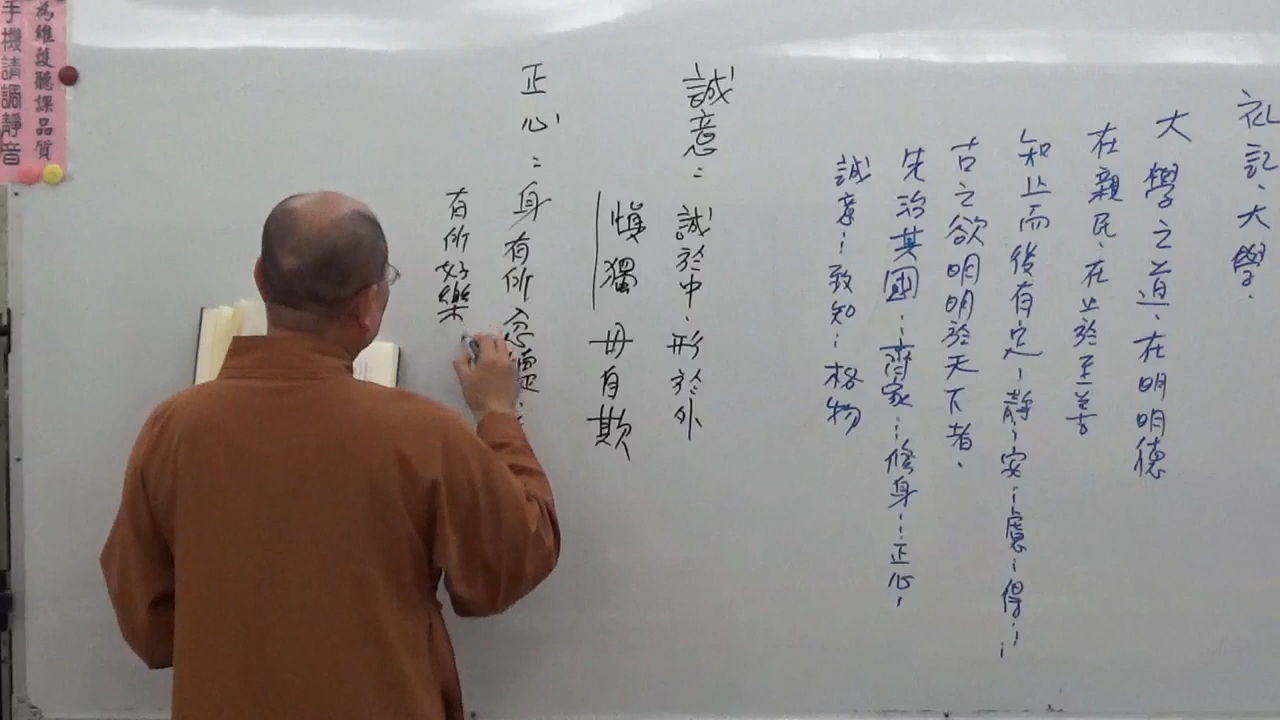 礼記、大學.
大學之道、在明明德
在親民、在止於至善
知止而後有定、靜、安、慮、得
古之欲明明於天下者.
先治其國、齊家、修身、正心、
誠意、致知、格物
誠意: 誠於中.形於外
慎獨 毋自欺
正心: 身有所忿懥
有所好樂
為維護聽課品質
手機請調靜音